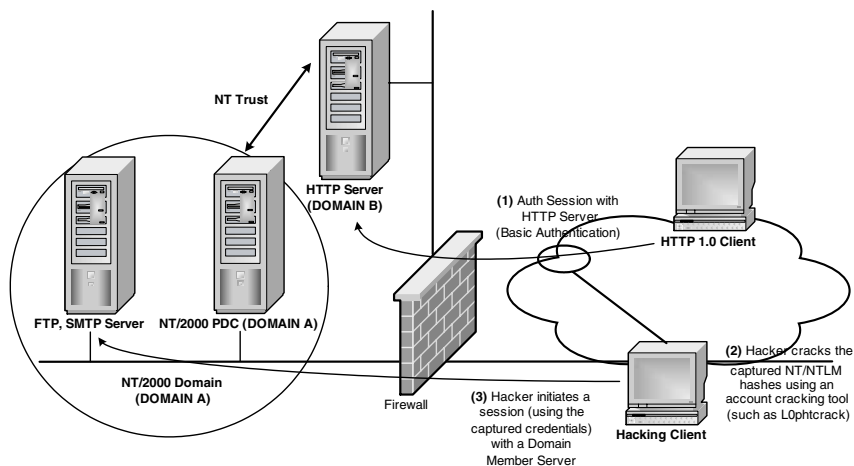 NT Trust
HTTP Server
(DOMAIN B)
(1) Auth Session with
HTTP Server
(Basic Authentication)
HTTP 1.0 Client
FTP, SMTP Server
NT/2000 PDC (DOMAIN A)
NT/2000 Domain
(DOMAIN A)
Firewall
(3) Hacker initiates a
session (using the
captured credentials)
with a Domain
Member Server
Hacking Client
(2) Hacker cracks the
captured NT/NTLM
hashes using an
account cracking tool
(such as L0phtcrack)